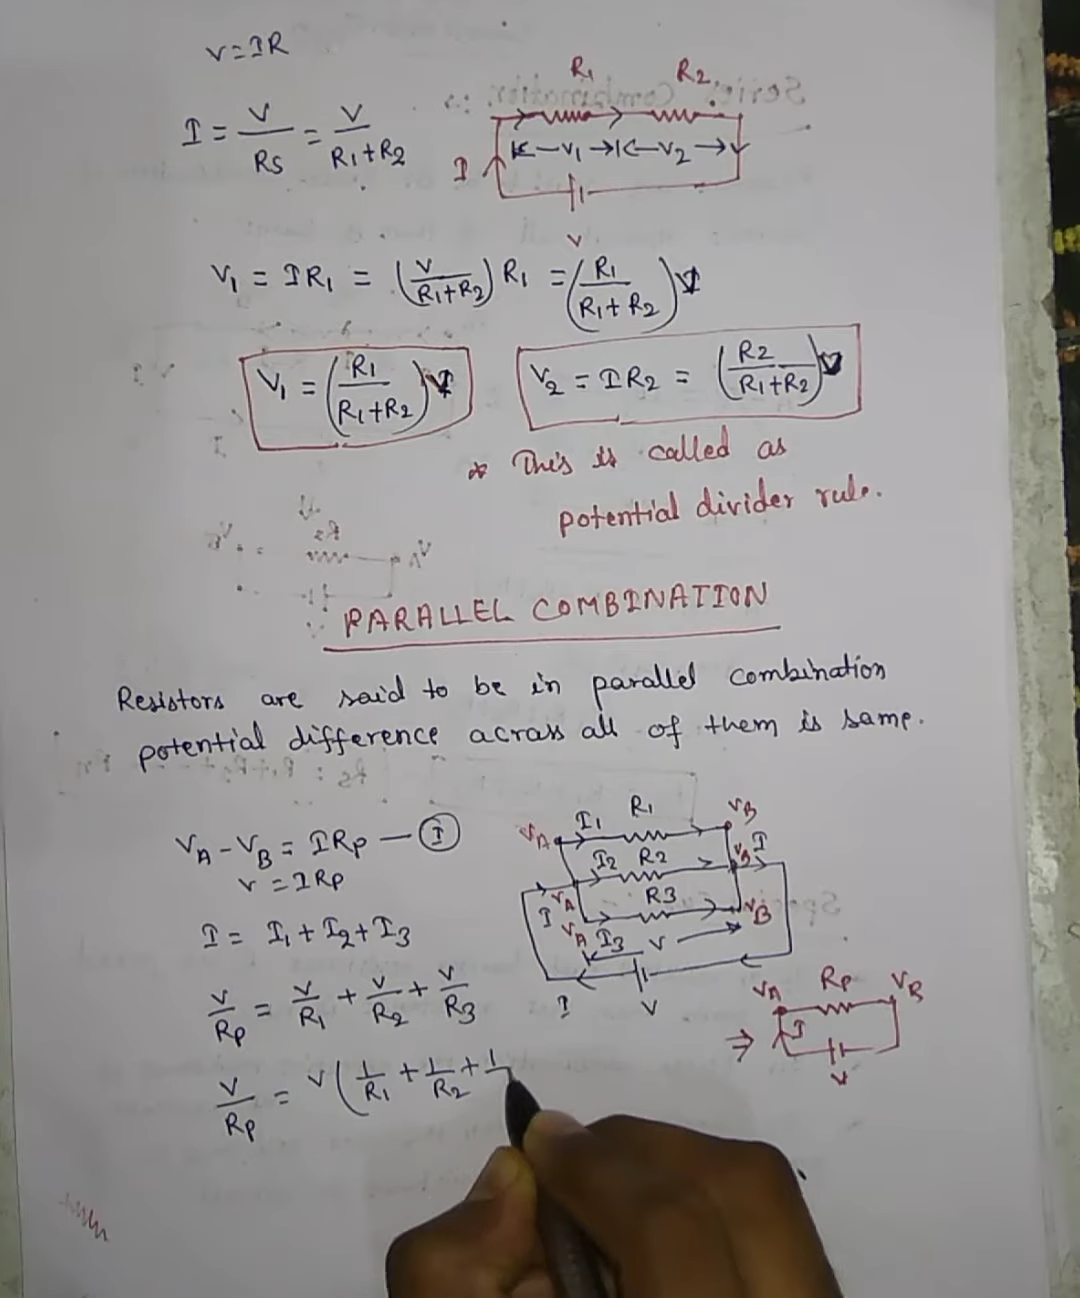 V = IR
I = V/RS = V/R1+R2
R1 R2
V1 V2
I
V
V1 = IR1 = (V/R1+R2) R1 = (R1/R1+R2) V
V1 = (R1/R1+R2) V
V2 = IR2 = (R2/R1+R2) V
* This is called as
potential divider rule.
PARALLEL COMBINATION
Resistors are said to be in parallel combination
potential difference across all of them is same.
VA - VB = IRP — I
V = IRP
I = I1 + I2 + I3
V/RP = V/R1 + V/R2 + V/R3
V/RP = V (1/R1 + 1/R2 + 1/
VA I1 R1 VB
I2 R2 VB I
VA R3
I VA I3 V VB
I V
VA RP VB
⇒ I
V